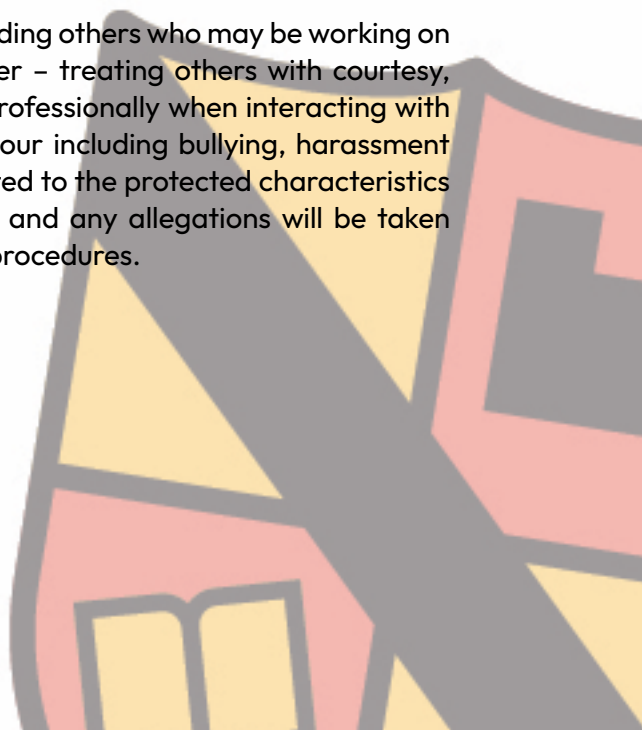 ding others who may be working on
er – treating others with courtesy,
rofessionally when interacting with
our including bullying, harassment
ed to the protected characteristics
and any allegations will be taken
procedures.